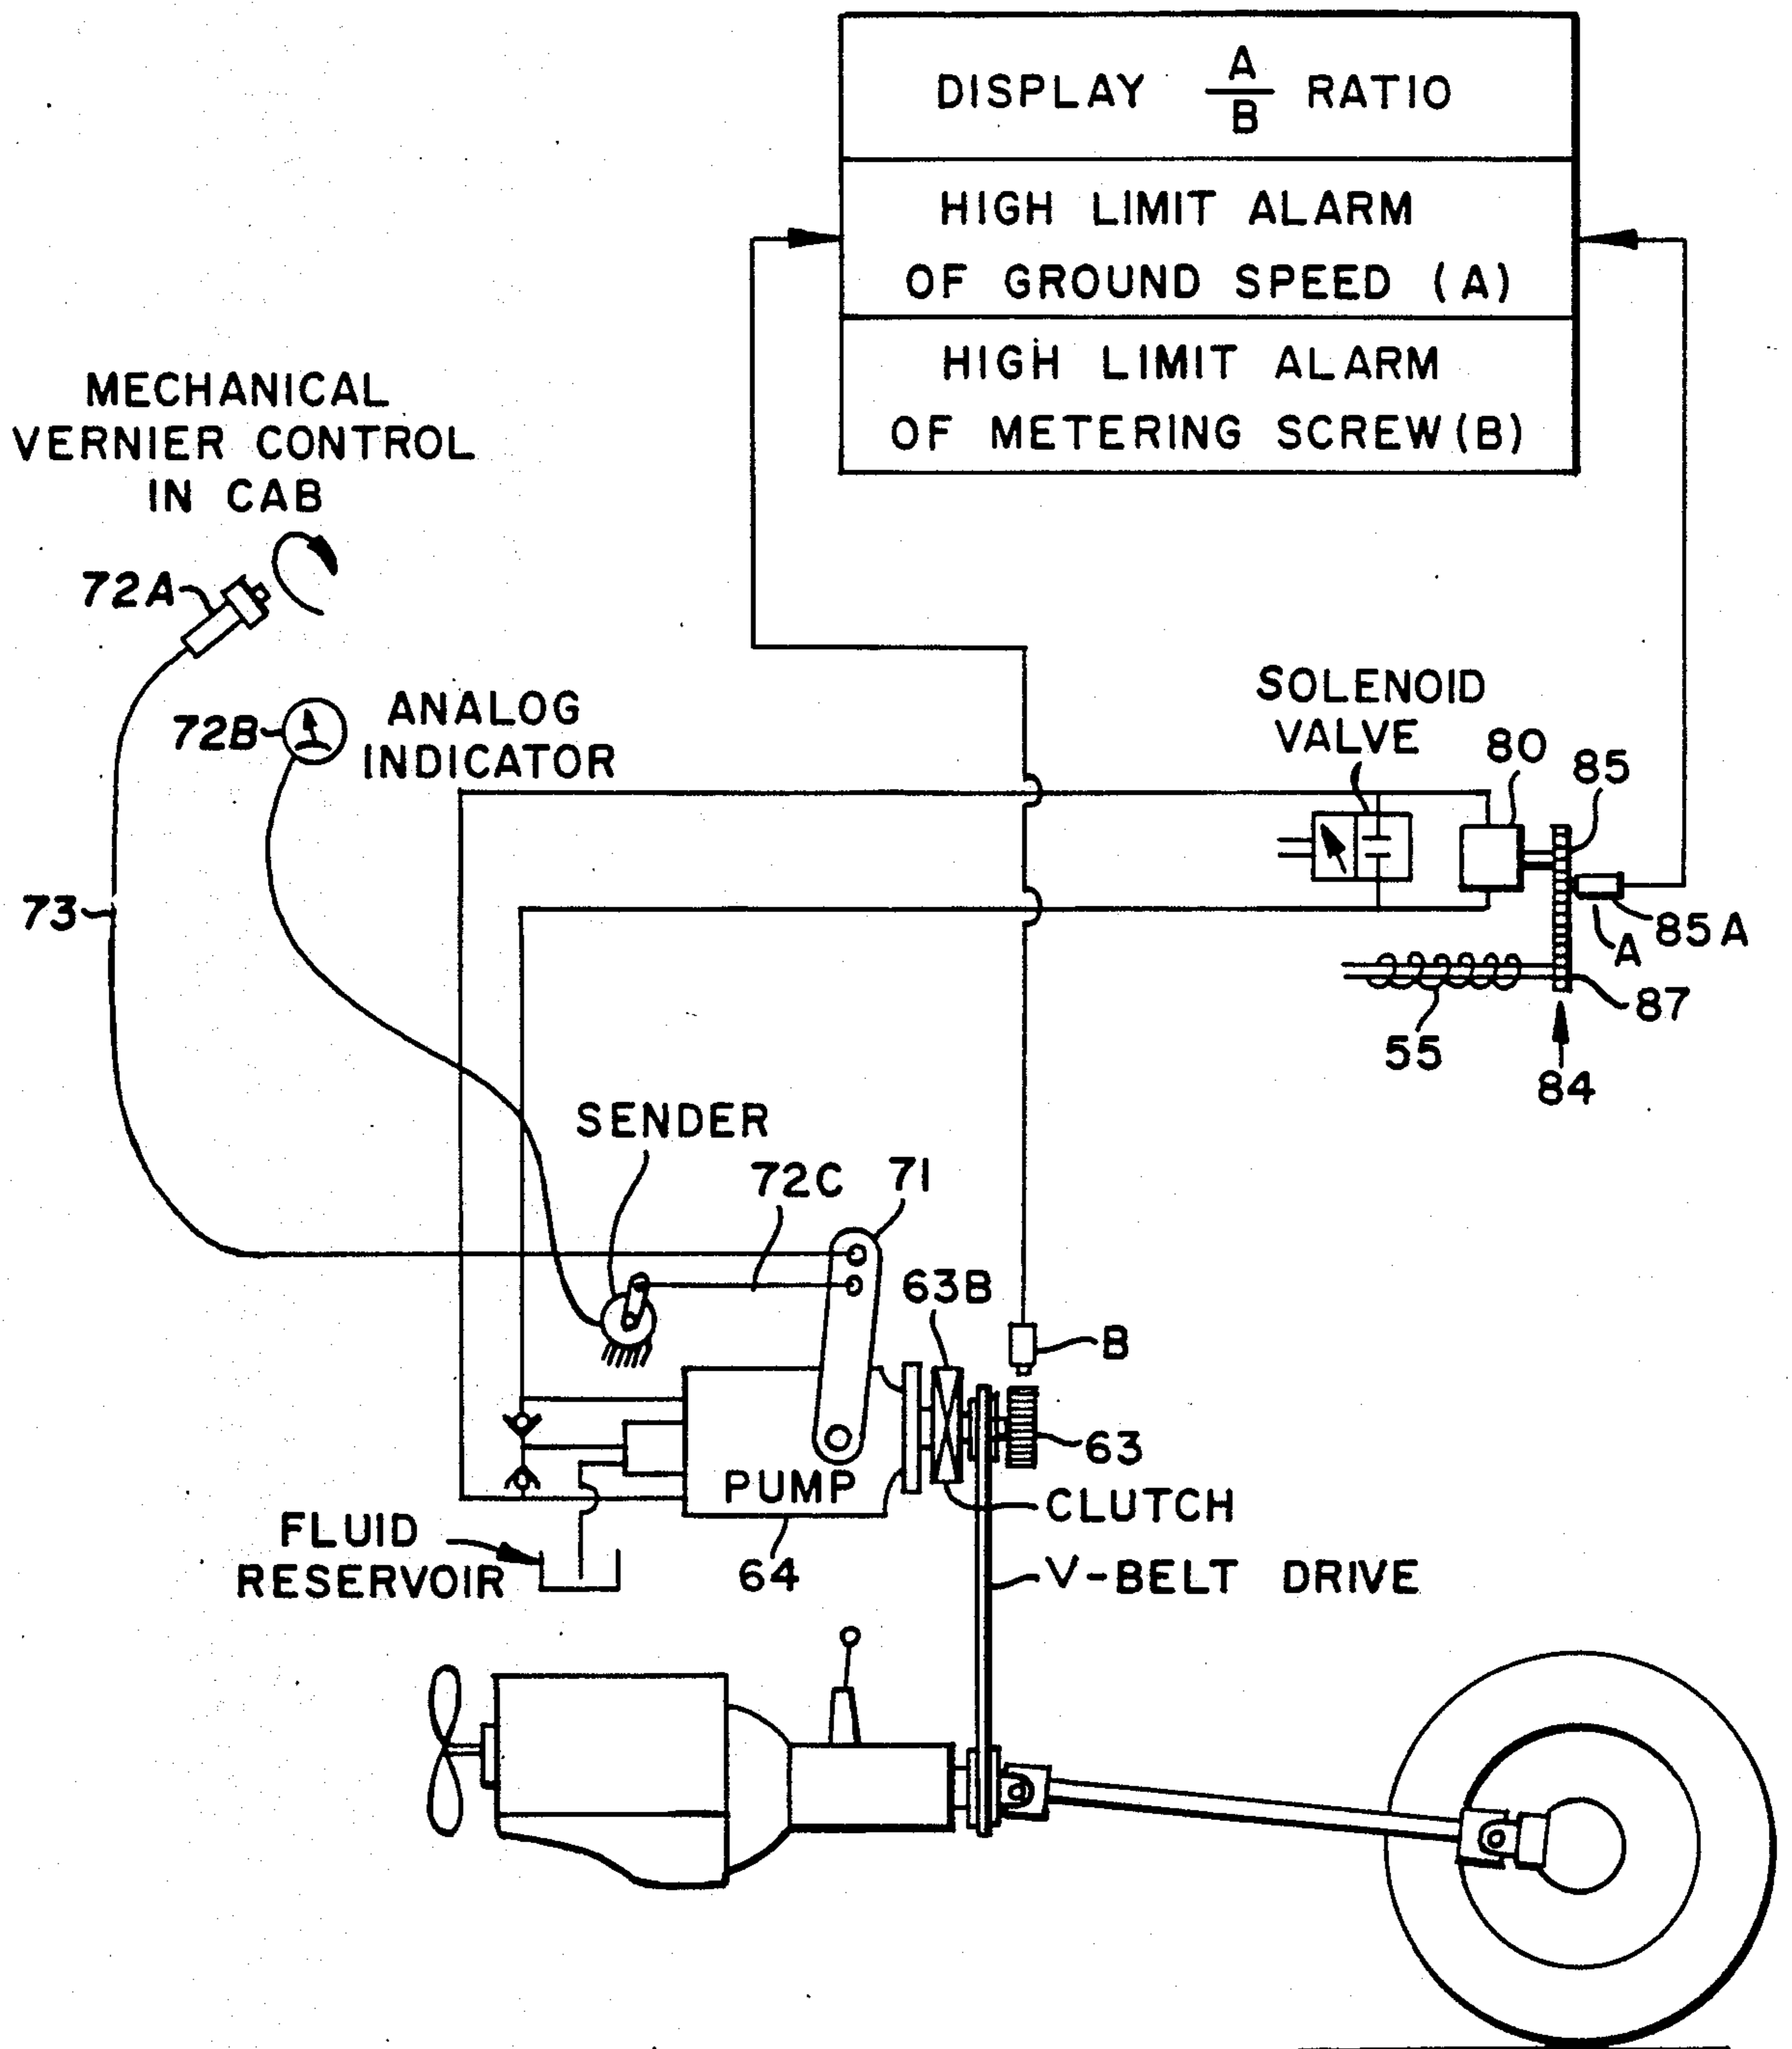 DISPLAY A/B RATIO
HIGH LIMIT ALARM
OF GROUND SPEED (A)
HIGH LIMIT ALARM
OF METERING SCREW (B)
MECHANICAL
VERNIER CONTROL
IN CAB
72A
72B
ANALOG
INDICATOR
SOLENOID
VALVE
80
85
73
85A
A
87
55
84
SENDER
72C
71
63B
B
63
PUMP
CLUTCH
FLUID
RESERVOIR
64
V-BELT DRIVE